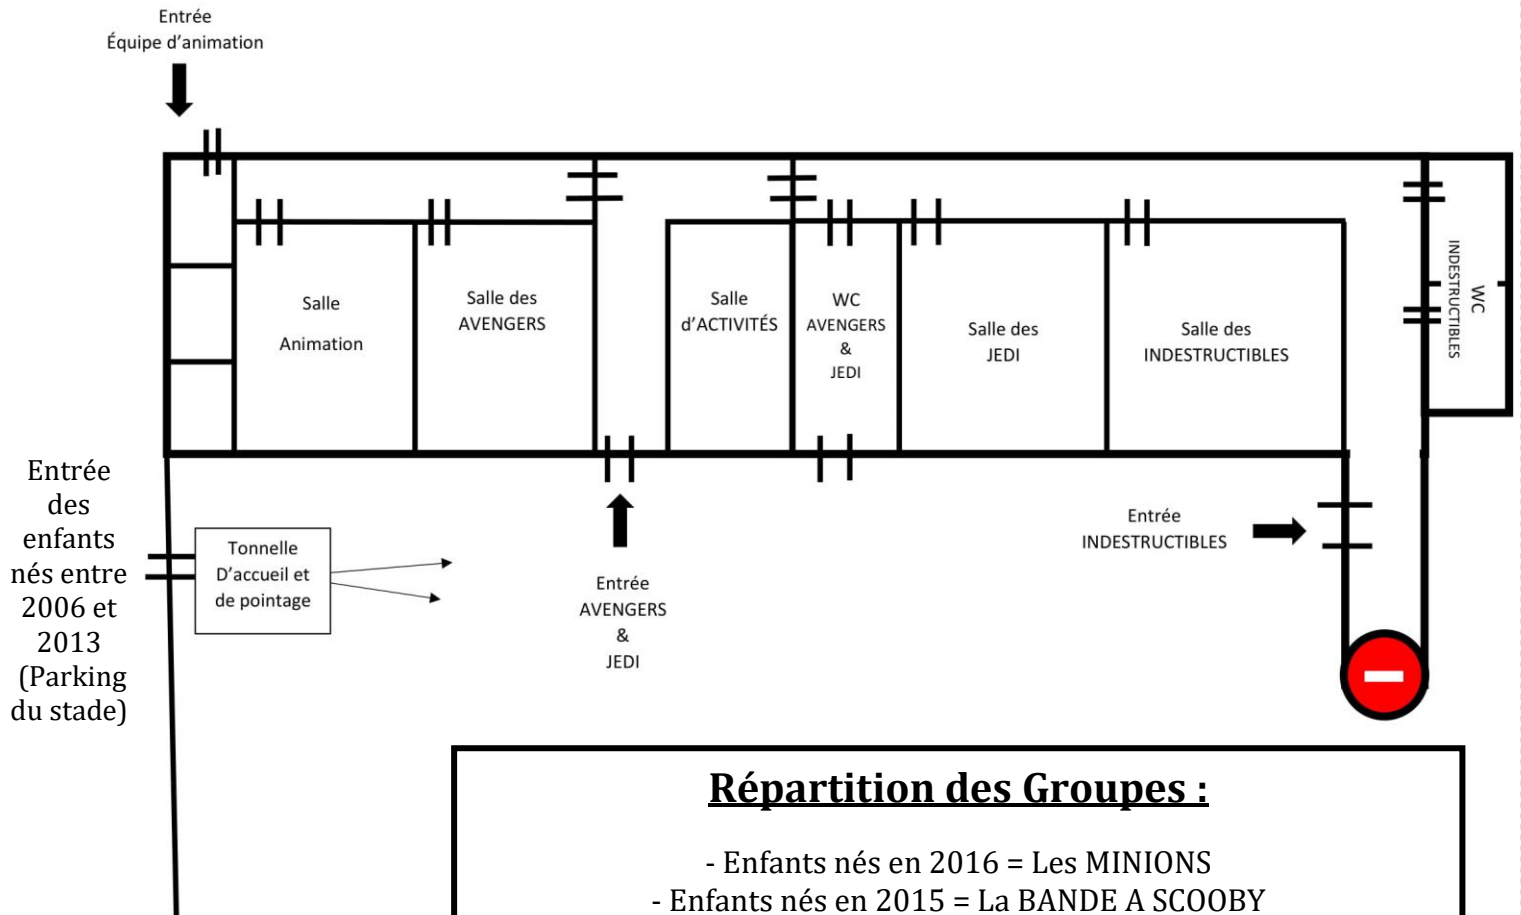 Entrée
Équipe d’animation
Salle
Animation
Salle des
AVENGERS
Salle
d’ACTIVITÉS
WC
AVENGERS
&
JEDI
Salle des
JEDI
Salle des
INDESTRUCTIBLES
WC
INDESTRUCTIBLES
Entrée
des
enfants
nés entre
2006 et
2013
(Parking
du stade)
Tonnelle
D’accueil et
de pointage
Entrée
AVENGERS
&
JEDI
Entrée
INDESTRUCTIBLES
Répartition des Groupes :
- Enfants nés en 2016 = Les MINIONS
- Enfants nés en 2015 = La BANDE A SCOOBY